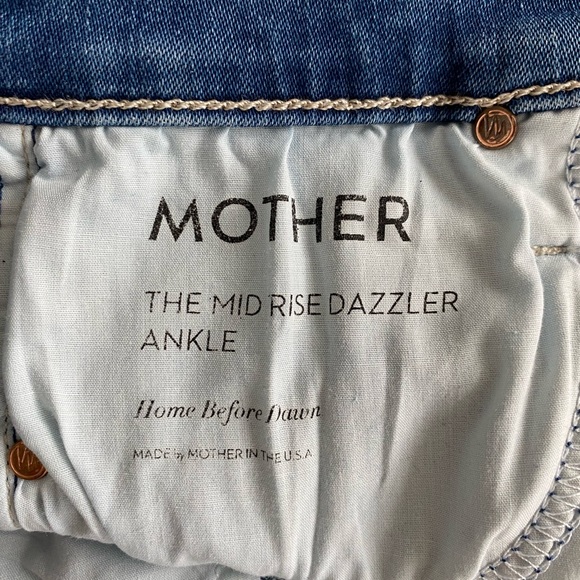 MOTHER
THE MID RISE DAZZLER
ANKLE
Home Before Dawn
MADE by MOTHER IN THE U.S.A